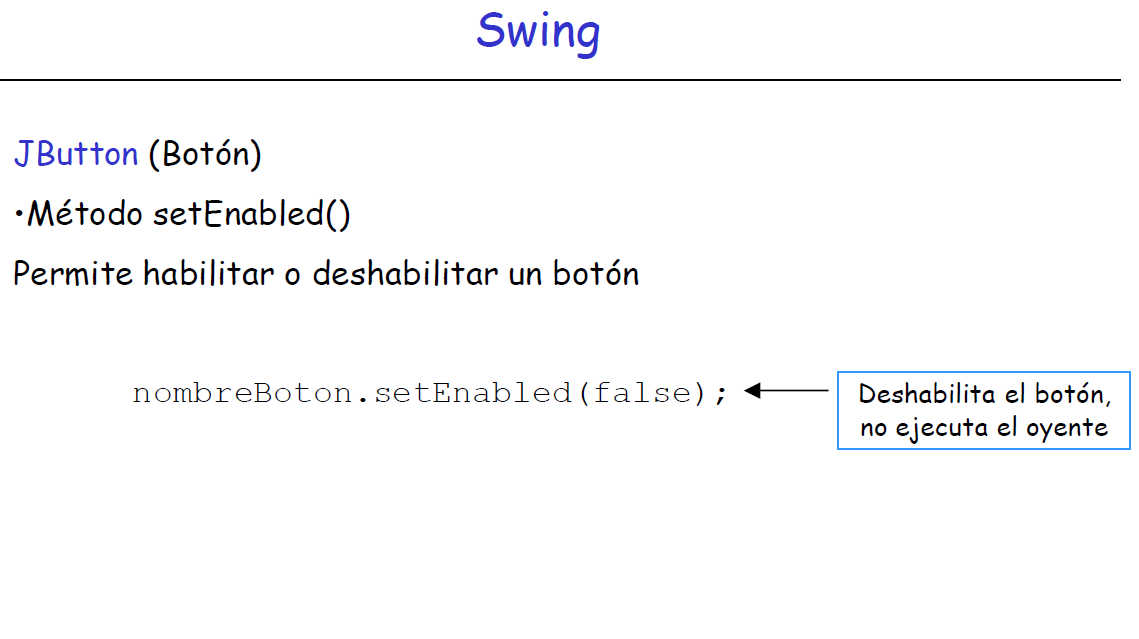 Swing
JButton (Botón)
•Método setEnabled()
Permite habilitar o deshabilitar un botón
nombreBoton.setEnabled(false);
Deshabilita el botón,
no ejecuta el oyente